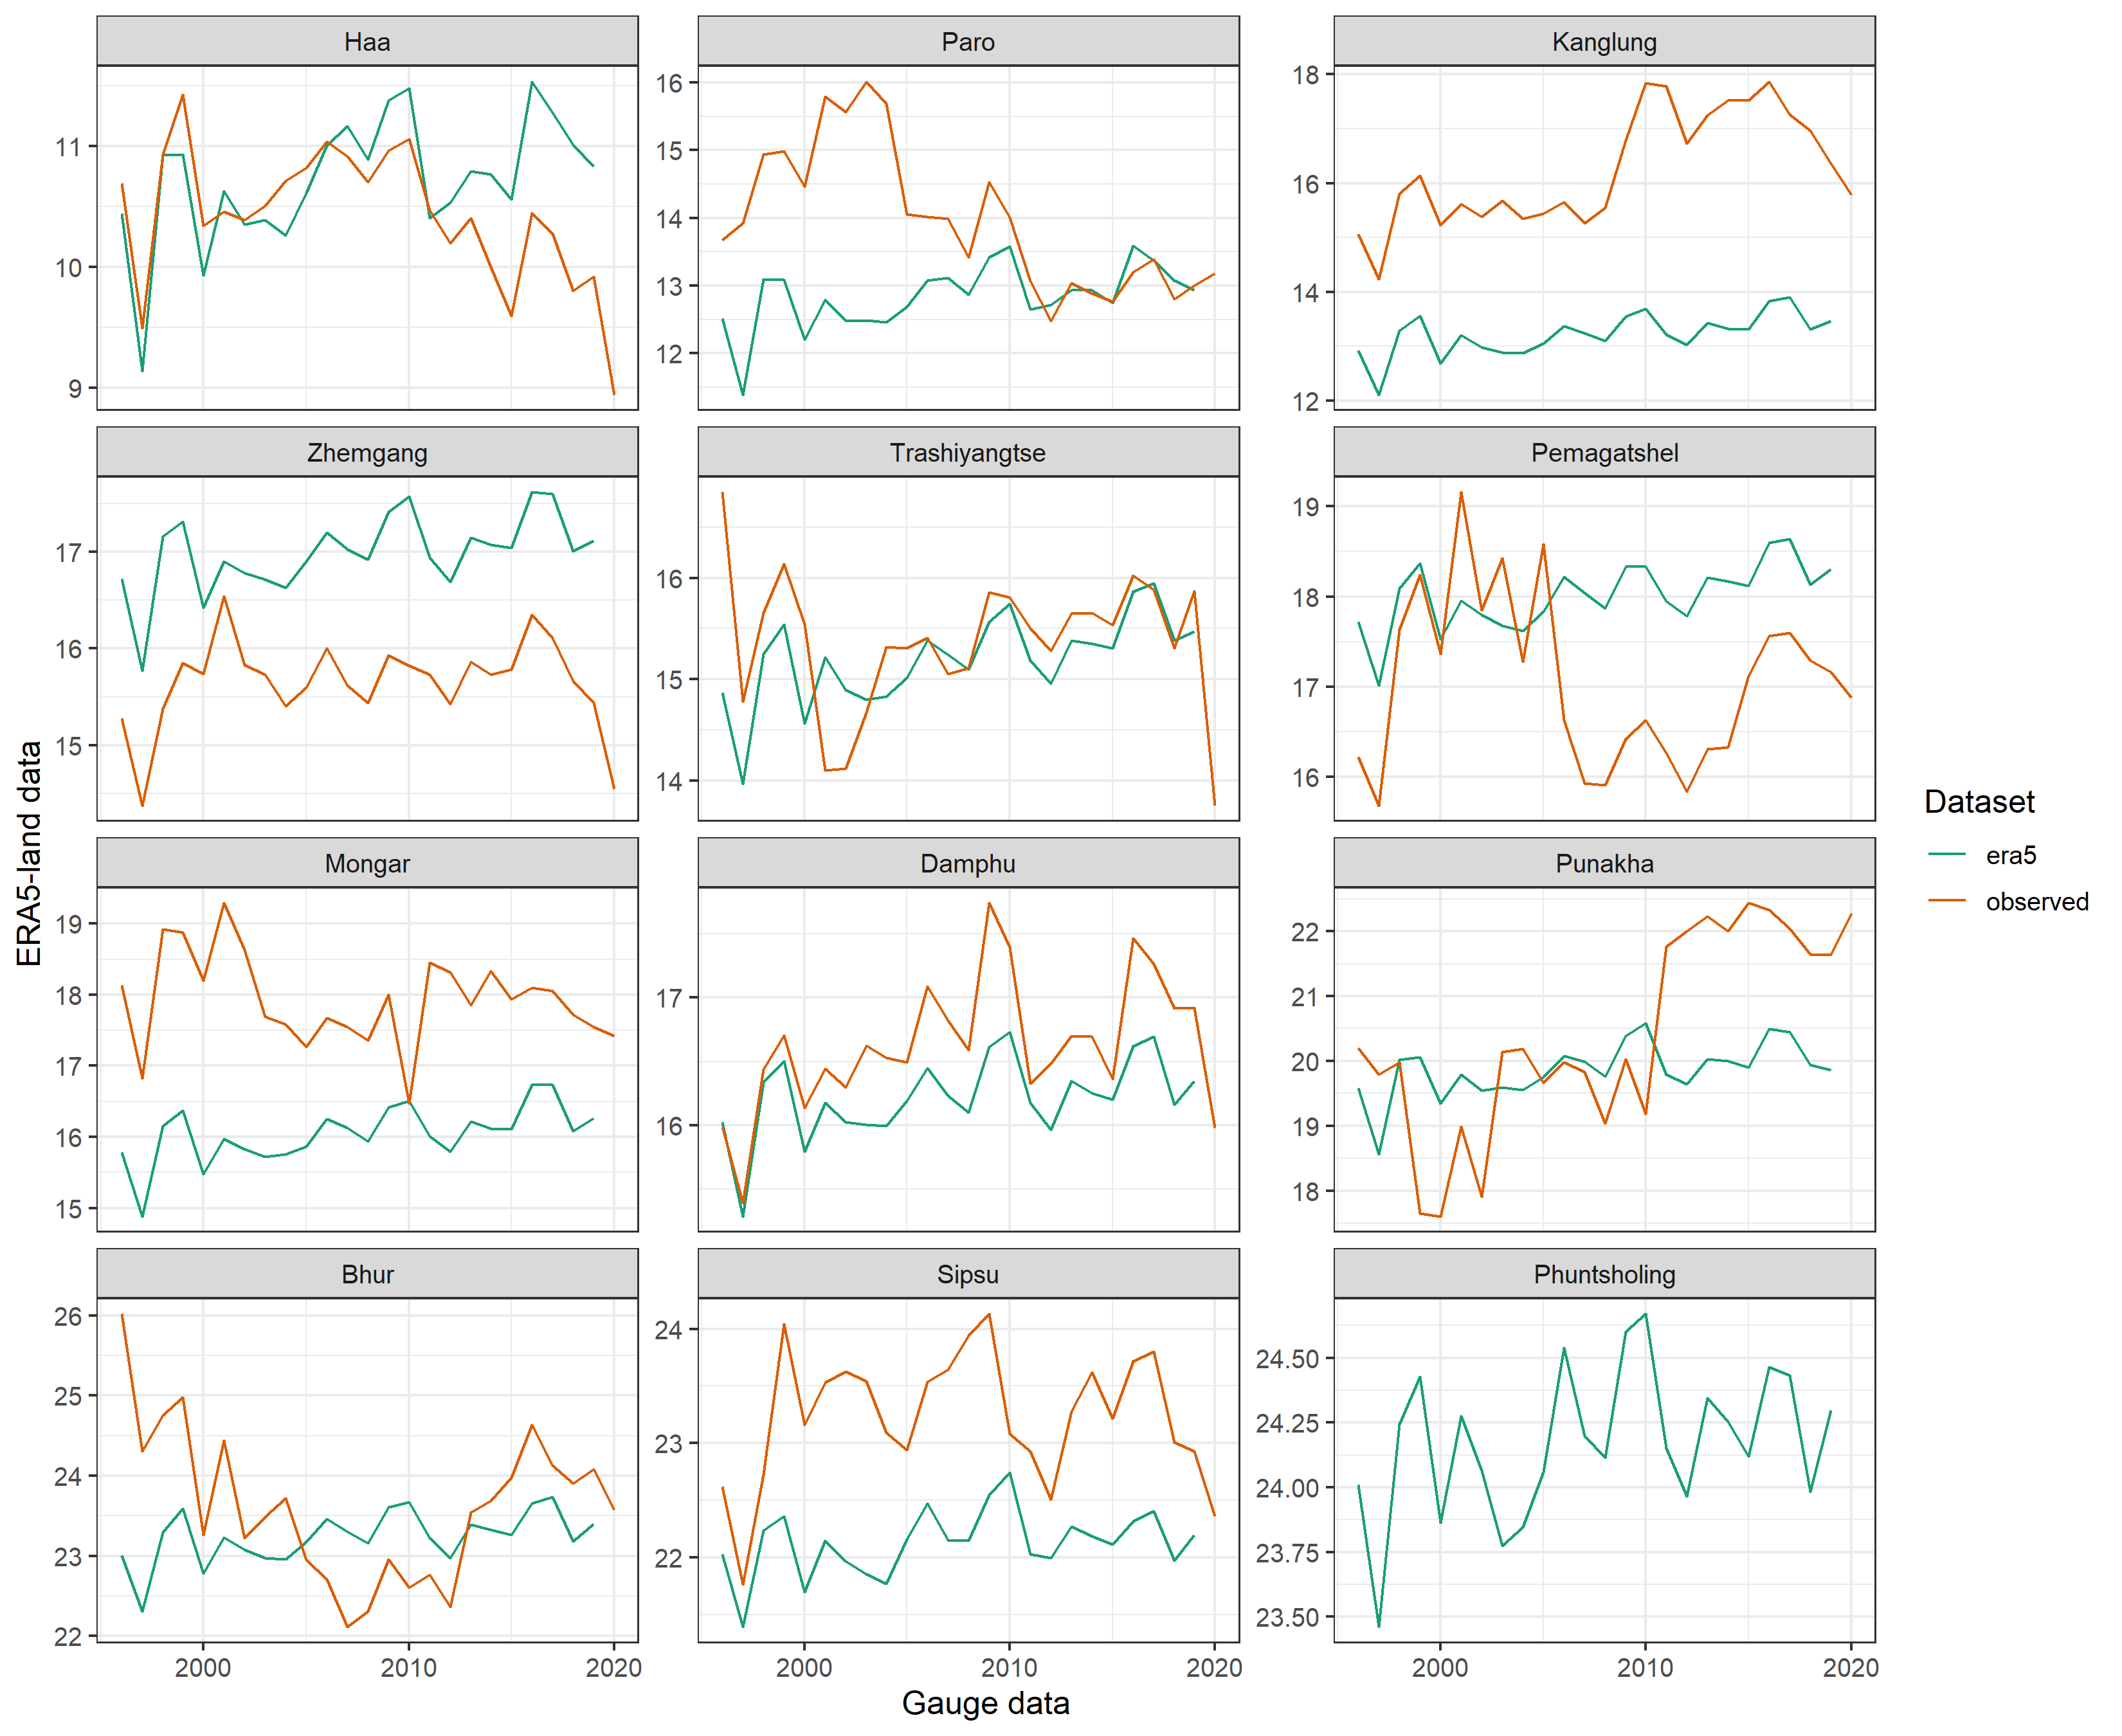 Haa
Paro
Kanglung
11
10
9
16
15
14
13
12
18
16
14
12
Zhemgang
Trashiyangtse
Pemagatshel
17
16
15
16
15
14
19
18
17
16
Mongar
Damphu
Punakha
19
18
17
16
15
17
16
22
21
20
19
18
Bhur
Sipsu
Phuntsholing
26
25
24
23
22
24
23
22
24.50
24.25
24.00
23.75
23.50
2000 2010 2020
2000 2010 2020
2000 2010 2020
Gauge data
ERA5-land data
Dataset
era5
observed